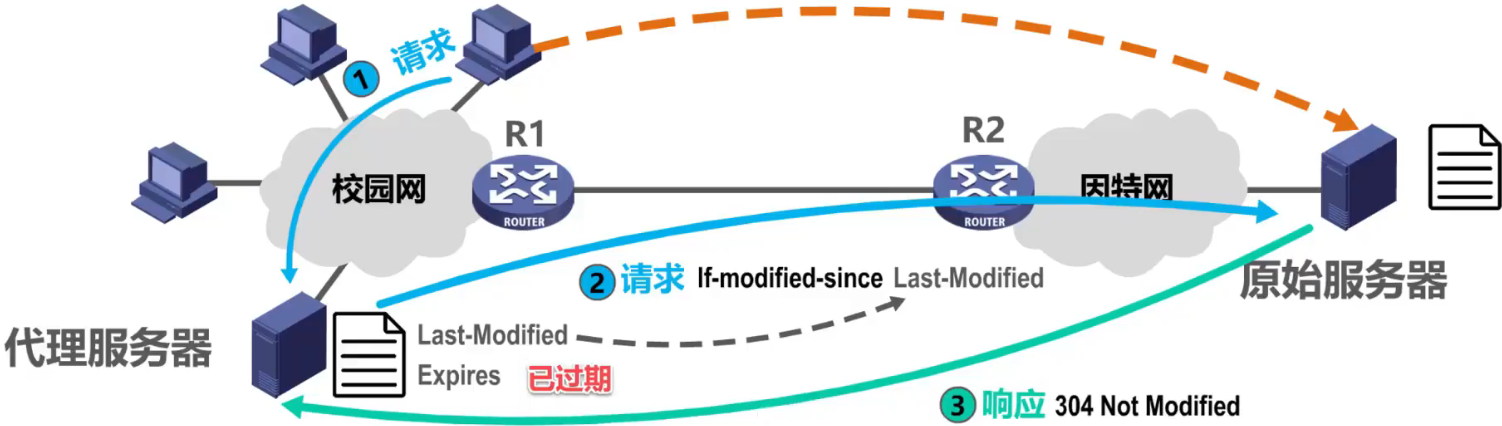 1 请求
R1
R2
校园网
因特网
ROUTER
ROUTER
2 请求 If-modified-since Last-Modified
原始服务器
代理服务器
Last-Modified
Expires 已过期
3 响应 304 Not Modified